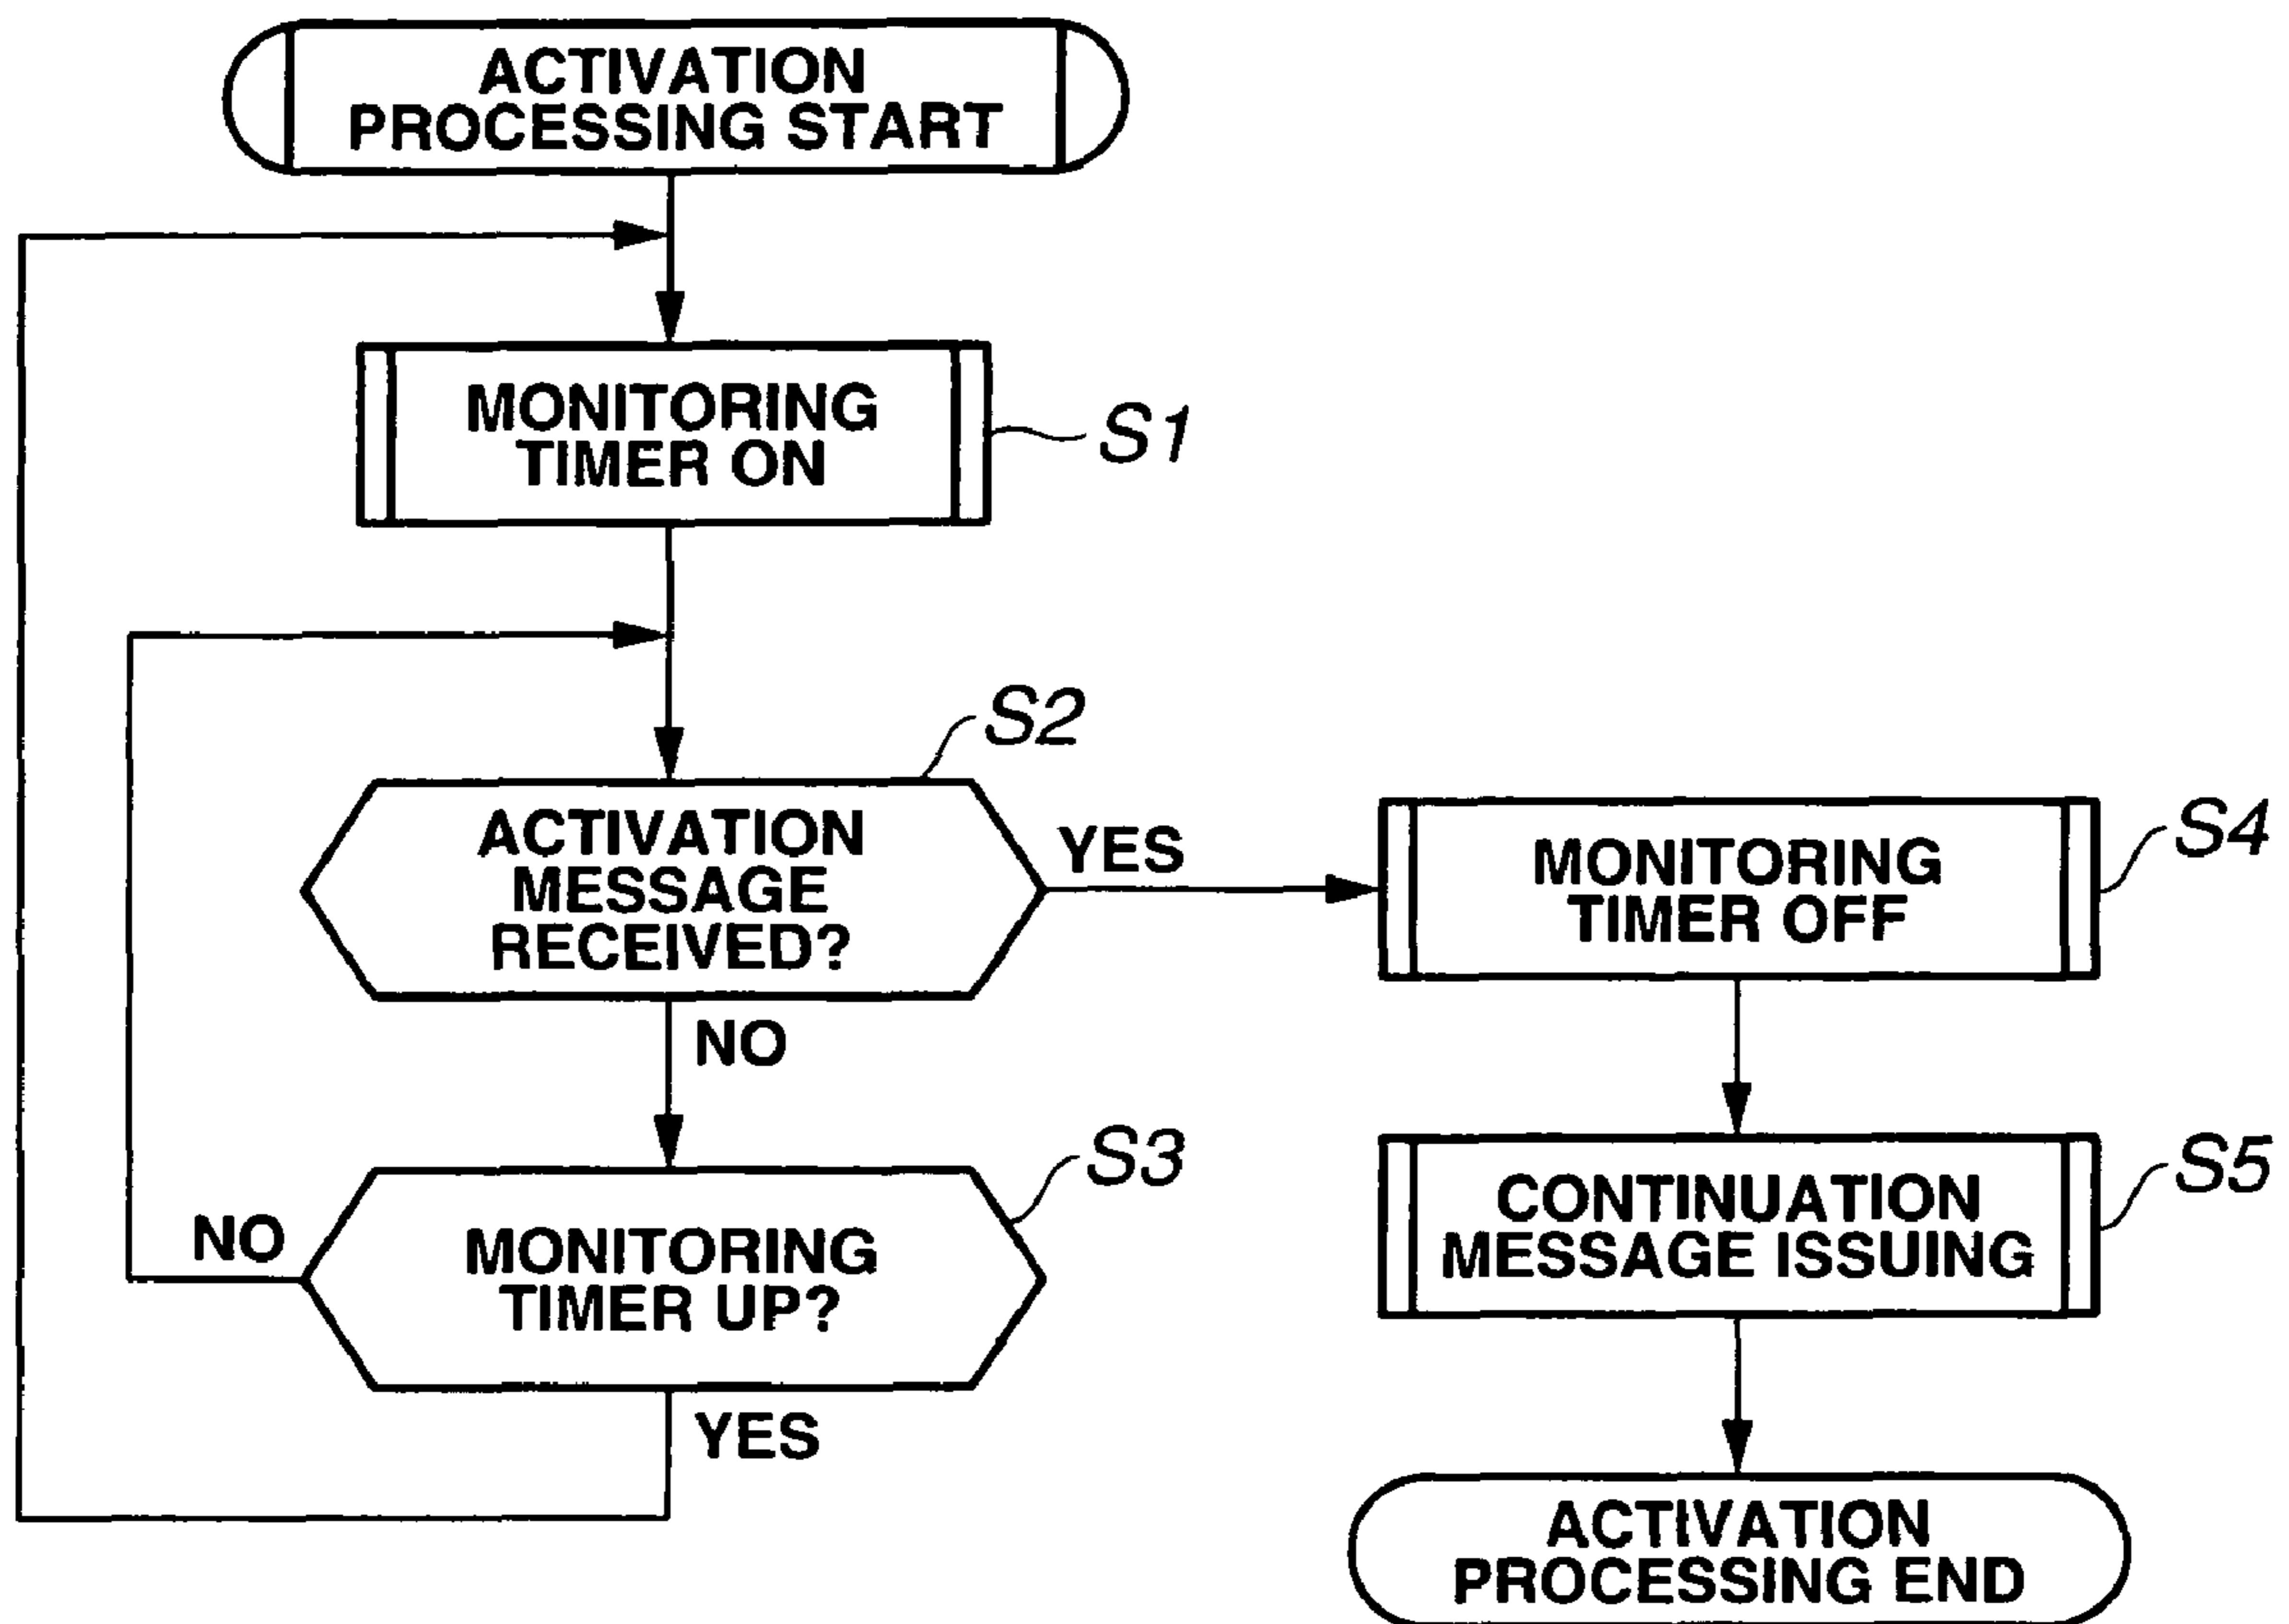 ACTIVATION
PROCESSING START
MONITORING
TIMER ON
S1
S2
ACTIVATION
MESSAGE
RECEIVED?
YES
NO
S3
MONITORING
TIMER UP?
NO
YES
S4
MONITORING
TIMER OFF
S5
CONTINUATION
MESSAGE ISSUING
ACTIVATION
PROCESSING END